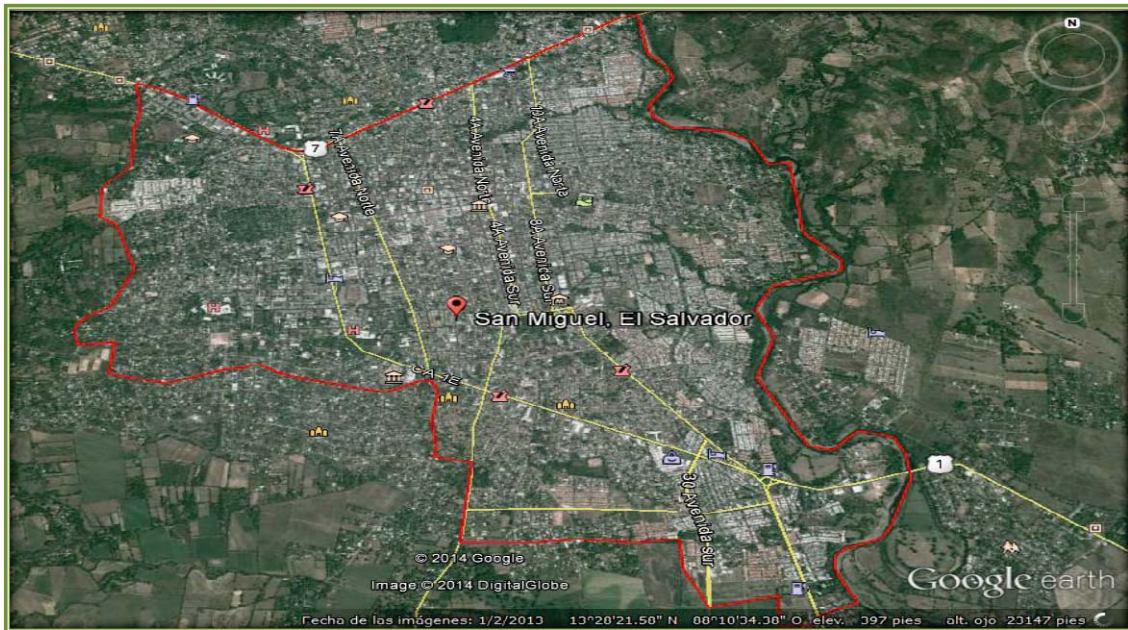 N
7
7A Avenida Norte
4A Avenida Norte
10A Avenida Norte
4A Avenida Sur
8A Avenida Sur
San Miguel, El Salvador
CA 1E
30 Avenida sur
1
© 2014 Google
Image © 2014 DigitalGlobe
Google earth
Fecha de las imágenes: 1/2/2013 13°28'21.50" N 88°10'34.38" O elev. 397 pies alt. ojo 23147 pies
H
H
H